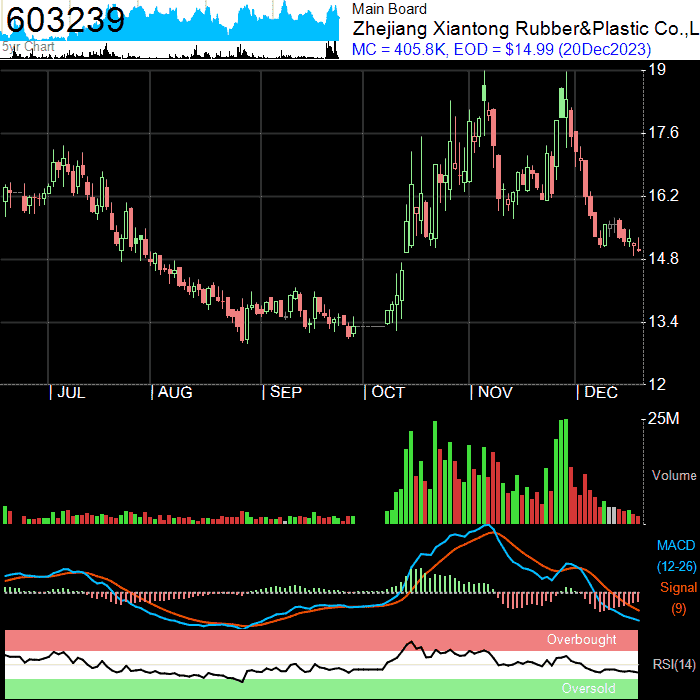 603239
5yr Chart
Main Board
Zhejiang Xiantong Rubber&Plastic Co.,L
MC = 405.8K, EOD = $14.99 (20Dec2023)
19
17.6
16.2
14.8
13.4
12
JUL
AUG
SEP
OCT
NOV
DEC
25M
Volume
MACD
(12-26)
Signal
(9)
Overbought
RSI(14)
Oversold